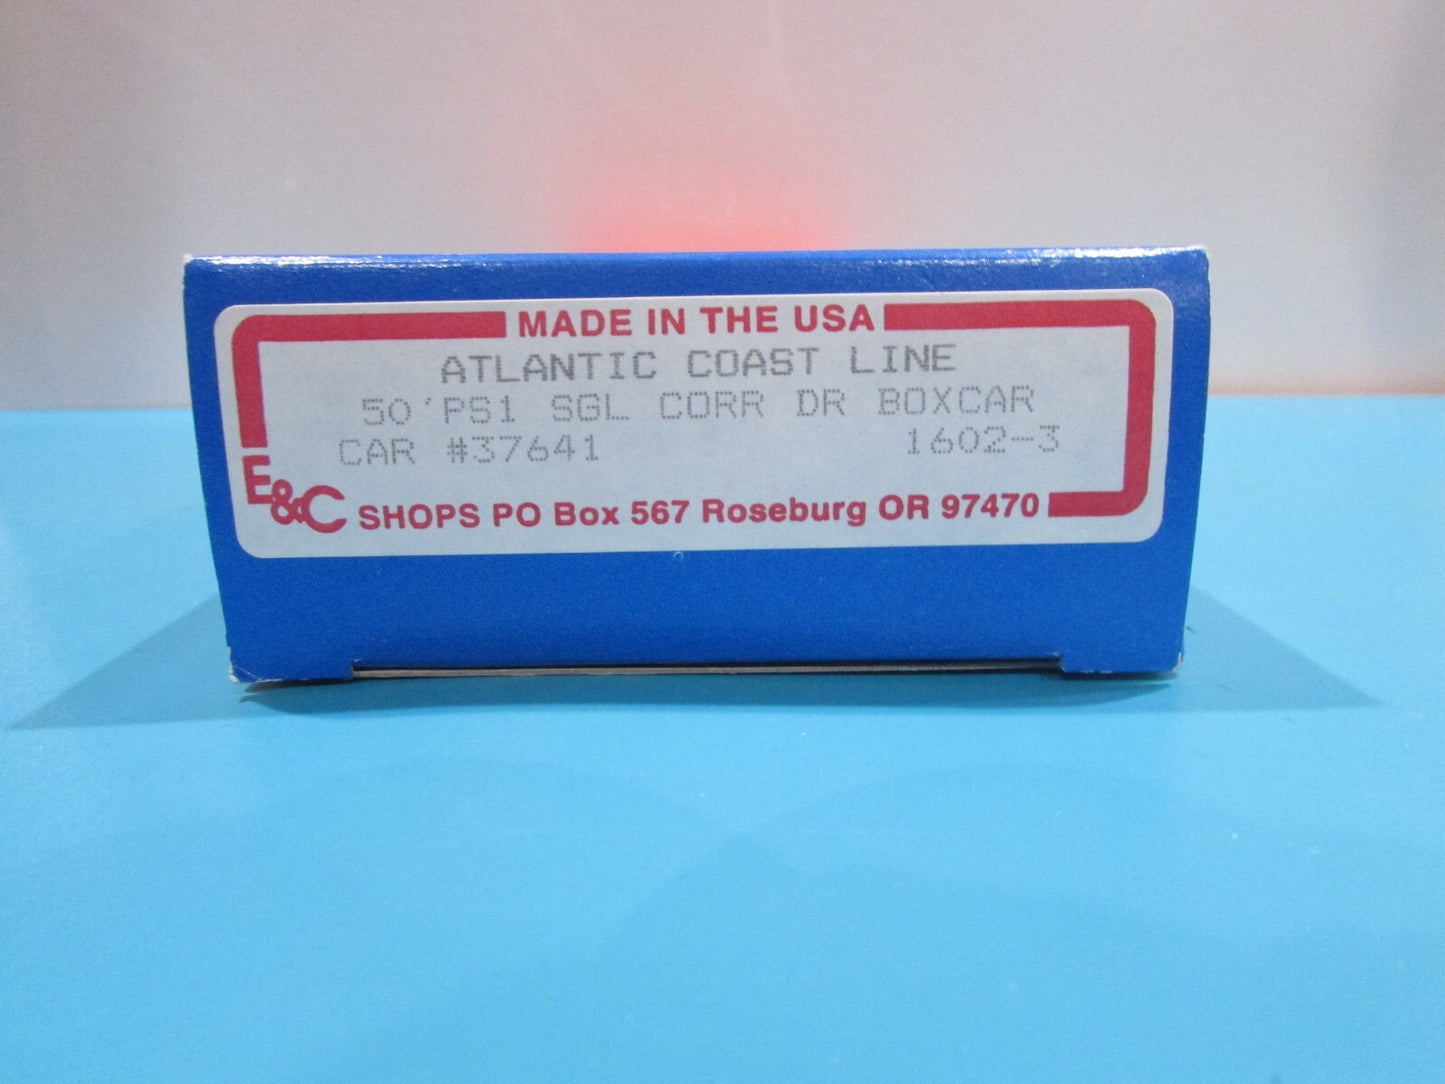 MADE IN THE USA
ATLANTIC COAST LINE
50'PS1 SGL CORR DR BOXCAR
CAR #37641 1602-3
E&C SHOPS PO Box 567 Roseburg OR 97470